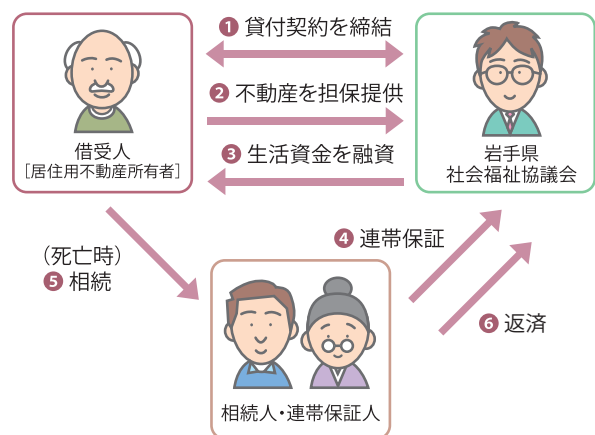 ❶ 貸付契約を締結
❷ 不動産を担保提供
❸ 生活資金を融資
借受人
［居住用不動産所有者］
岩手県
社会福祉協議会
❹ 連帯保証
（死亡時）
❺ 相続
❻ 返済
相続人・連帯保証人